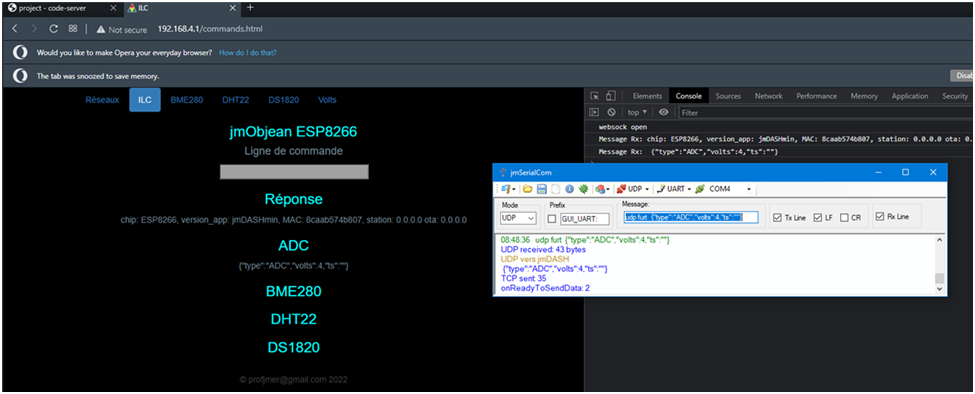 project - code-server
ILC
Not secure 192.168.4.1/commands.html
Would you like to make Opera your everyday browser? How do I do that?
The tab was snoozed to save memory.
Disab
Réseaux ILC BME280 DHT22 DS1820 Volts
jmObjean ESP8266
Ligne de commande
Réponse
chip: ESP8266, version_app: jmDASHmin, MAC: 8caab574b807, station: 0.0.0.0 ota: 0.0.0.0
ADC
{"type":"ADC","volts":4,"ts":""}
BME280
DHT22
DS1820
© profjmer@gmail.com 2022
Elements Console Sources Network Performance Memory Application Security
top Filter
websock open
Message Rx: chip: ESP8266, version_app: jmDASHmin, MAC: 8caab574b807, station: 0.0.0.0 ota: 0.
Message Rx: {"type":"ADC","volts":4,"ts":""}
jmSerialCom
UDP UART COM4
Mode Prefix Message:
UDP GUI_UART: udp furt {"type":"ADC","volts":4,"ts":""} Tx Line LF CR Rx Line
08:48:36 udp furt {"type":"ADC","volts":4,"ts":""}
UDP received: 43 bytes
UDP vers jmDASH
{"type":"ADC","volts":4,"ts":""}
TCP sent: 35
onReadyToSendData: 2